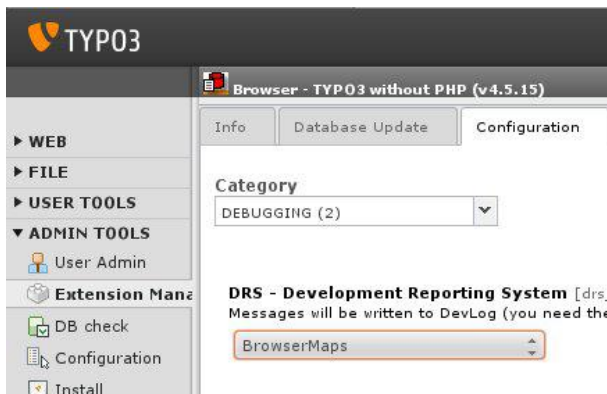 TYPO3
Browser - TYPO3 without PHP (v4.5.15)
Info
Database Update
Configuration
WEB
FILE
USER TOOLS
ADMIN TOOLS
User Admin
Extension Mana
DB check
Configuration
Install
Category
DEBUGGING (2)
DRS - Development Reporting System [drs_
Messages will be written to DevLog (you need the
BrowserMaps